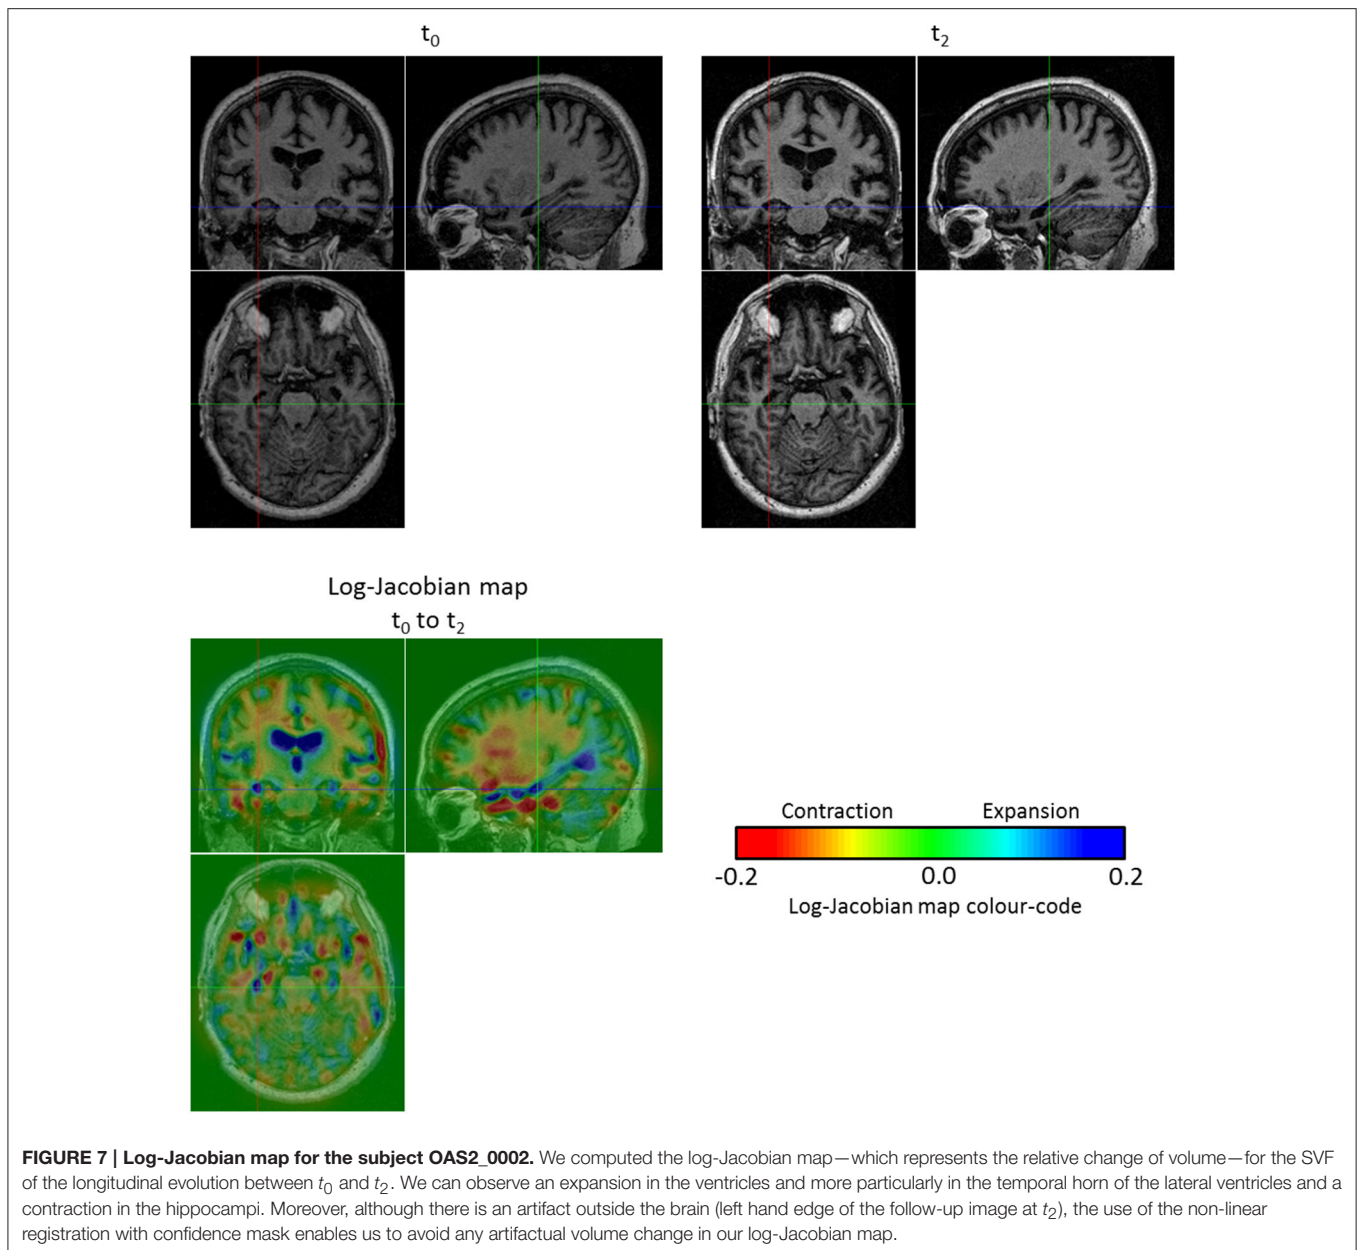 t0
t2
Log-Jacobian map
t0 to t2
Contraction Expansion
-0.2 0.0 0.2
Log-Jacobian map colour-code
FIGURE 7 | Log-Jacobian map for the subject OAS2_0002. We computed the log-Jacobian map—which represents the relative change of volume—for the SVF
of the longitudinal evolution between t0 and t2. We can observe an expansion in the ventricles and more particularly in the temporal horn of the lateral ventricles and a
contraction in the hippocampi. Moreover, although there is an artifact outside the brain (left hand edge of the follow-up image at t2), the use of the non-linear
registration with confidence mask enables us to avoid any artifactual volume change in our log-Jacobian map.